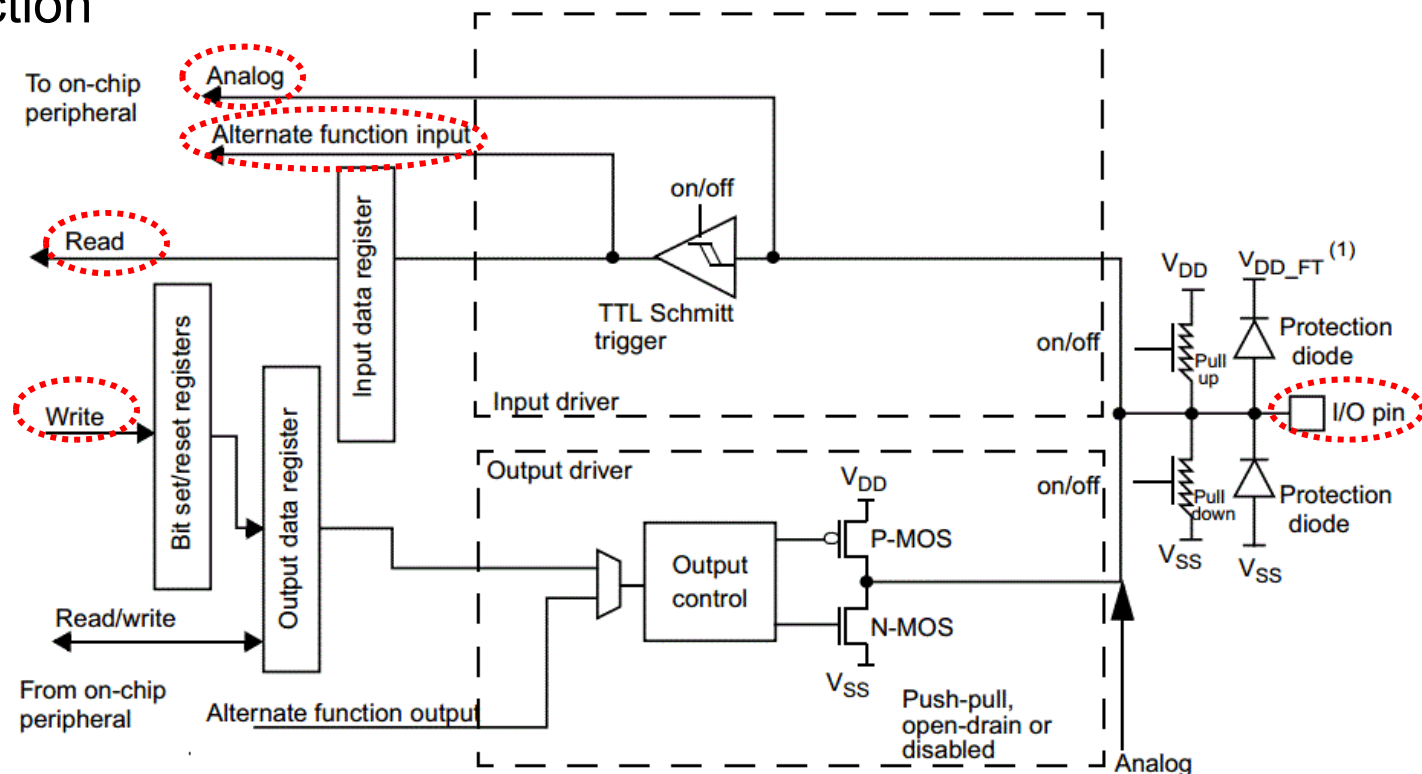 ction
To on-chip
peripheral
Analog
Alternate function input
Read
Input data register
on/off
TTL Schmitt
trigger
Input driver
VDD
VDD_FT (1)
on/off
Pull
up
Protection
diode
I/O pin
Write
Bit set/reset registers
Output data register
Read/write
From on-chip
peripheral
Alternate function output
Output driver
Output
control
VDD
P-MOS
N-MOS
VSS
Push-pull,
open-drain or
disabled
on/off
Pull
down
VSS
Protection
diode
VSS
Analog